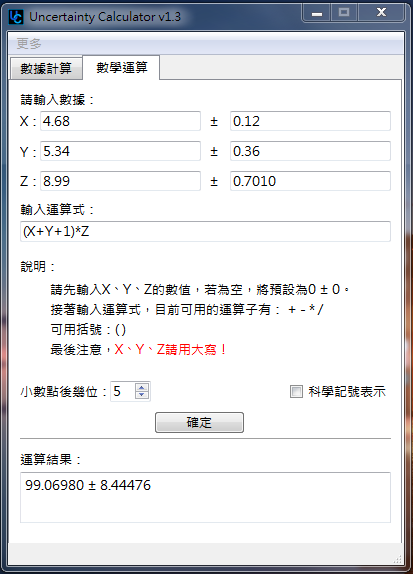 Uncertainty Calculator v1.3
更多
數據計算 數學運算
請輸入數據：
X： 4.68 ± 0.12
Y： 5.34 ± 0.36
Z： 8.99 ± 0.7010
輸入運算式：
(X+Y+1)*Z
說明：
請先輸入X、Y、Z的數值，若為空，將預設為0 ± 0。
接著輸入運算式，目前可用的運算子有： + - * /
可用括號：( )
最後注意，X、Y、Z請用大寫！
小數點後幾位： 5 科學記號表示
確定
運算結果：
99.06980 ± 8.44476